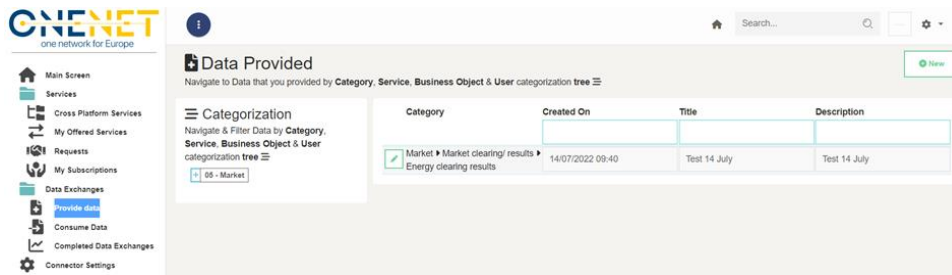 ONENET
one network for Europe
Main Screen
Services
Cross Platform Services
My Offered Services
Requests
My Subscriptions
Data Exchanges
Provide data
Consume Data
Completed Data Exchanges
Connector Settings
Search...
Data Provided
Navigate to Data that you provided by Category, Service, Business Object & User categorization tree
New
Categorization
Navigate & Filter Data by Category,
Service, Business Object & User
categorization tree
+ 05 - Market
Category Created On Title Description
Market ▸ Market clearing/ results ▸
Energy clearing results
14/07/2022 09:40 Test 14 July Test 14 July